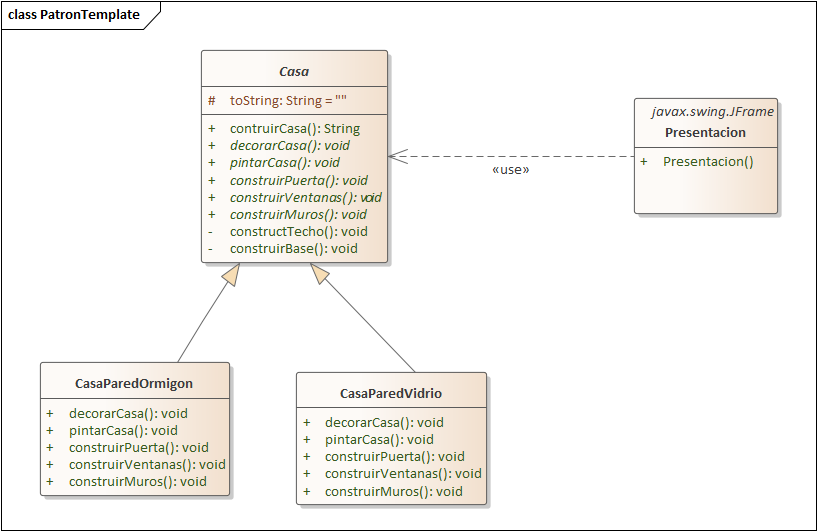 class PatronTemplate
Casa
# toString: String = ""
+ contruirCasa(): String
+ decorarCasa(): void
+ pintarCasa(): void
+ construirPuerta(): void
+ construirVentanas(): void
+ construirMuros(): void
- constructTecho(): void
- construirBase(): void
«use»
javax.swing.JFrame
Presentacion
+ Presentacion()
CasaParedOrmigon
+ decorarCasa(): void
+ pintarCasa(): void
+ construirPuerta(): void
+ construirVentanas(): void
+ construirMuros(): void
CasaParedVidrio
+ decorarCasa(): void
+ pintarCasa(): void
+ construirPuerta(): void
+ construirVentanas(): void
+ construirMuros(): void